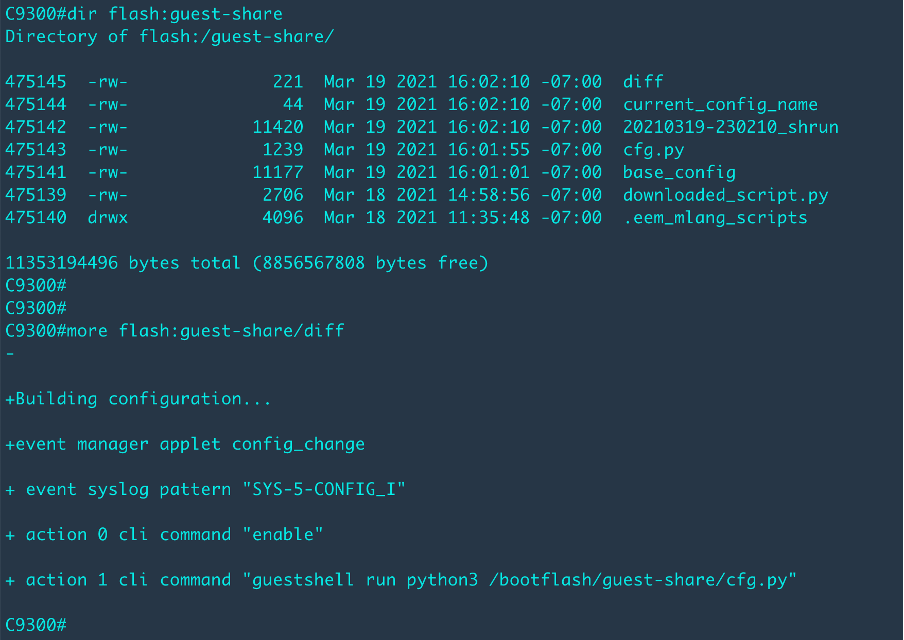 C9300#dir flash:guest-share
Directory of flash:/guest-share/
475145  -rw-              221  Mar 19 2021 16:02:10 -07:00  diff
475144  -rw-               44  Mar 19 2021 16:02:10 -07:00  current_config_name
475142  -rw-            11420  Mar 19 2021 16:02:10 -07:00  20210319-230210_shrun
475143  -rw-             1239  Mar 19 2021 16:01:55 -07:00  cfg.py
475141  -rw-            11177  Mar 19 2021 16:01:01 -07:00  base_config
475139  -rw-             2706  Mar 18 2021 14:58:56 -07:00  downloaded_script.py
475140  drwx             4096  Mar 18 2021 11:35:48 -07:00  .eem_mlang_scripts
11353194496 bytes total (8856567808 bytes free)
C9300#
C9300#
C9300#more flash:guest-share/diff
-
+Building configuration...
+event manager applet config_change
+ event syslog pattern "SYS-5-CONFIG_I"
+ action 0 cli command "enable"
+ action 1 cli command "guestshell run python3 /bootflash/guest-share/cfg.py"
C9300#